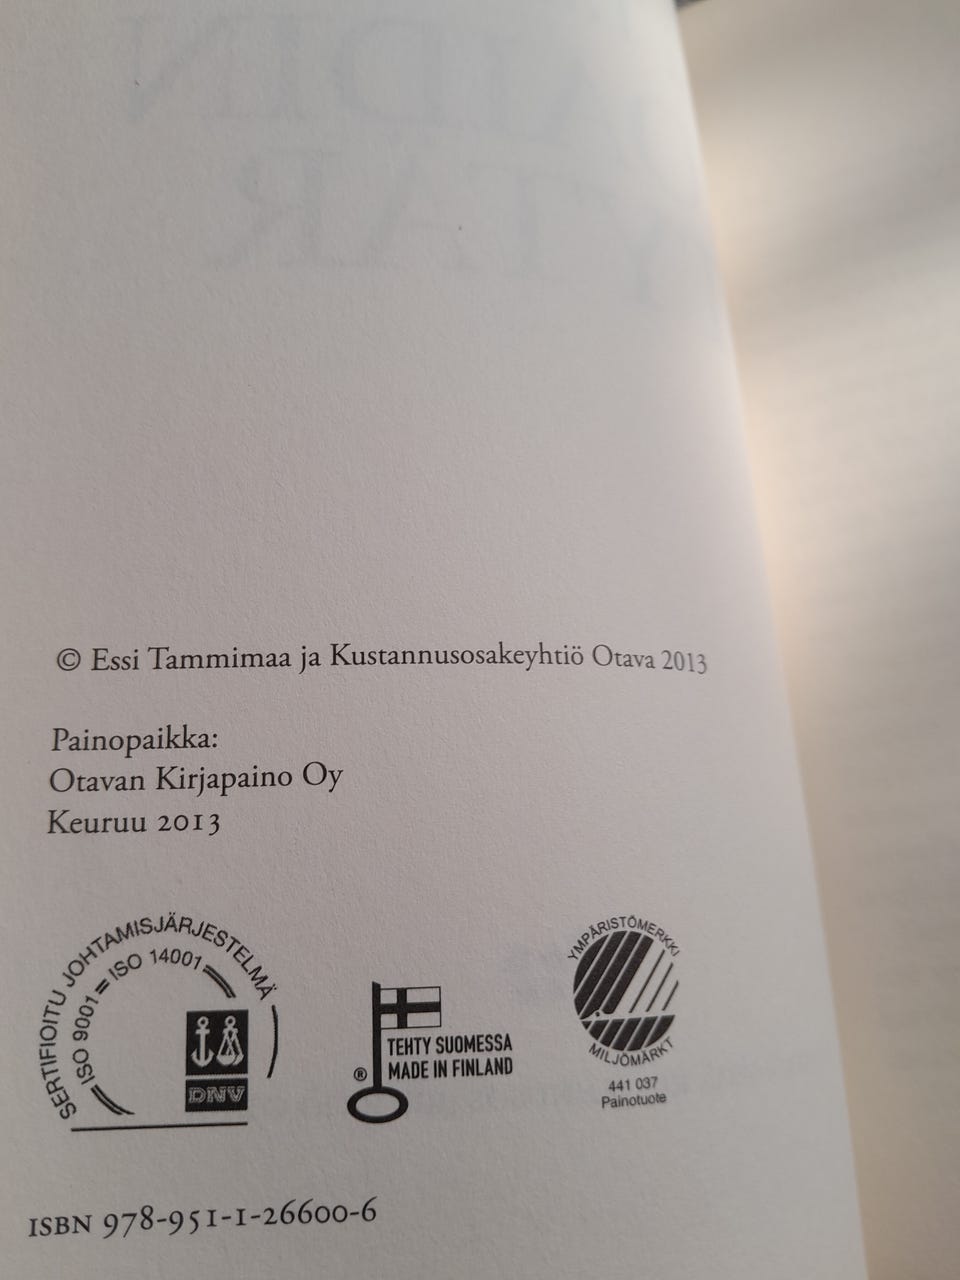 © Essi Tammimaa ja Kustannusosakeyhtiö Otava 2013
Painopaikka:
Otavan Kirjapaino Oy
Keuruu 2013
SERTIFIOITU JOHTAMISJÄRJESTELMÄ
ISO 9001 = ISO 14001
DNV
® TEHTY SUOMESSA
MADE IN FINLAND
YMPÄRISTÖMERKKI
MILJÖMÄRKT
441 037
Painotuote
ISBN 978-951-1-26600-6